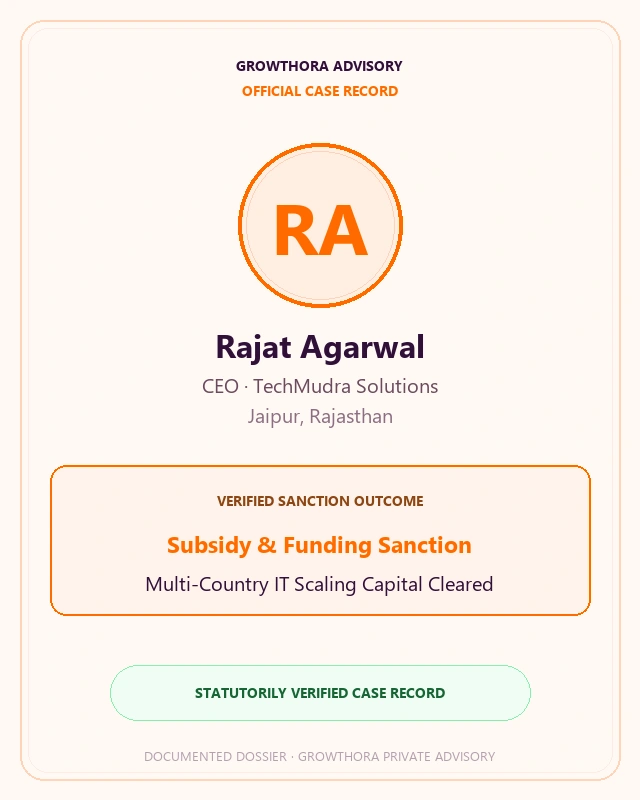 GROWTHORA ADVISORY
OFFICIAL CASE RECORD
RA
Rajat Agarwal
CEO · TechMudra Solutions
Jaipur, Rajasthan
VERIFIED SANCTION OUTCOME
Subsidy & Funding Sanction
Multi-Country IT Scaling Capital Cleared
STATUTORILY VERIFIED CASE RECORD
DOCUMENTED DOSSIER · GROWTHORA PRIVATE ADVISORY